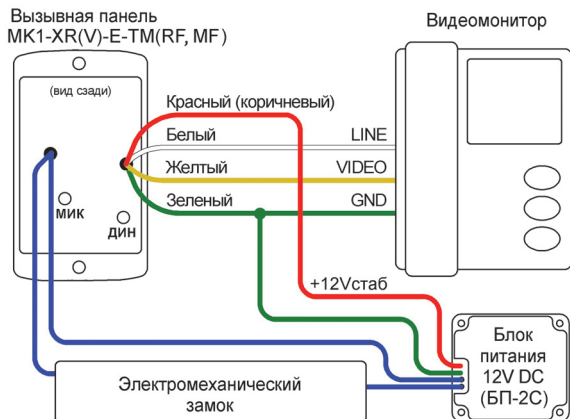 Вызывная панель
MK1-XR(V)-E-TM(RF, MF)
Видеомонитор
(вид сзади)
Красный (коричневый)
Белый
LINE
Желтый
VIDEO
Зеленый
GND
МИК
ДИН
+12Vстаб
Блок
питания
12V DC
(БП-2С)
Электромеханический
замок